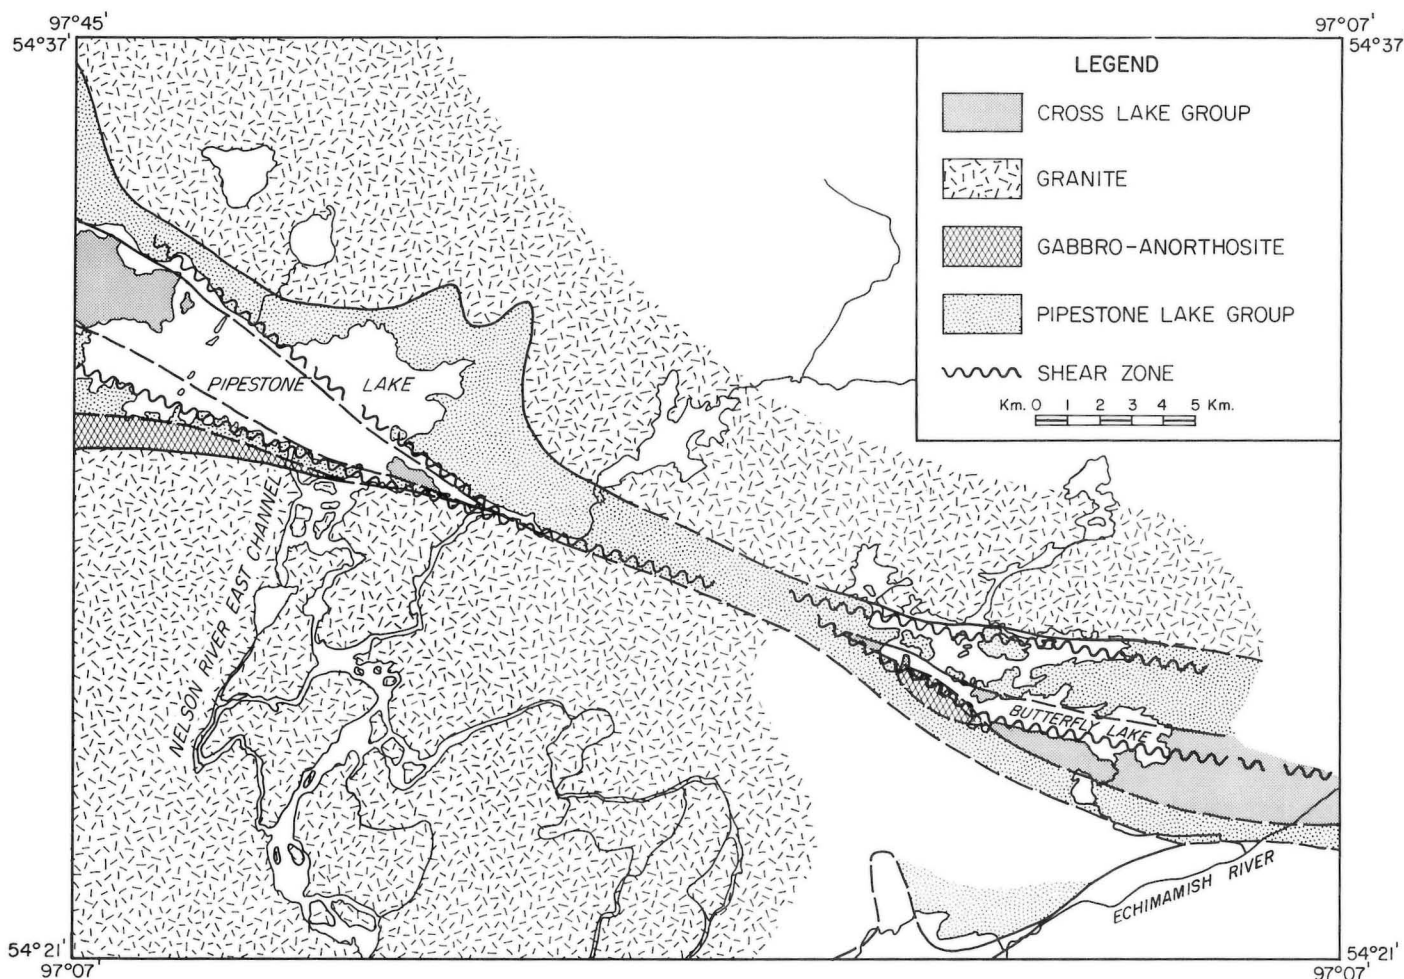 97°45'
97°07'
54°37'
54°37'
LEGEND
CROSS LAKE GROUP
GRANITE
GABBRO-ANORTHOSITE
PIPESTONE LAKE GROUP
SHEAR ZONE
Km. 0 1 2 3 4 5 Km.
PIPESTONE LAKE
NELSON RIVER EAST CHANNEL
BUTTERFLY LAKE
ECHIMAMISH RIVER
54°21'
54°21'
97°07'
97°07'